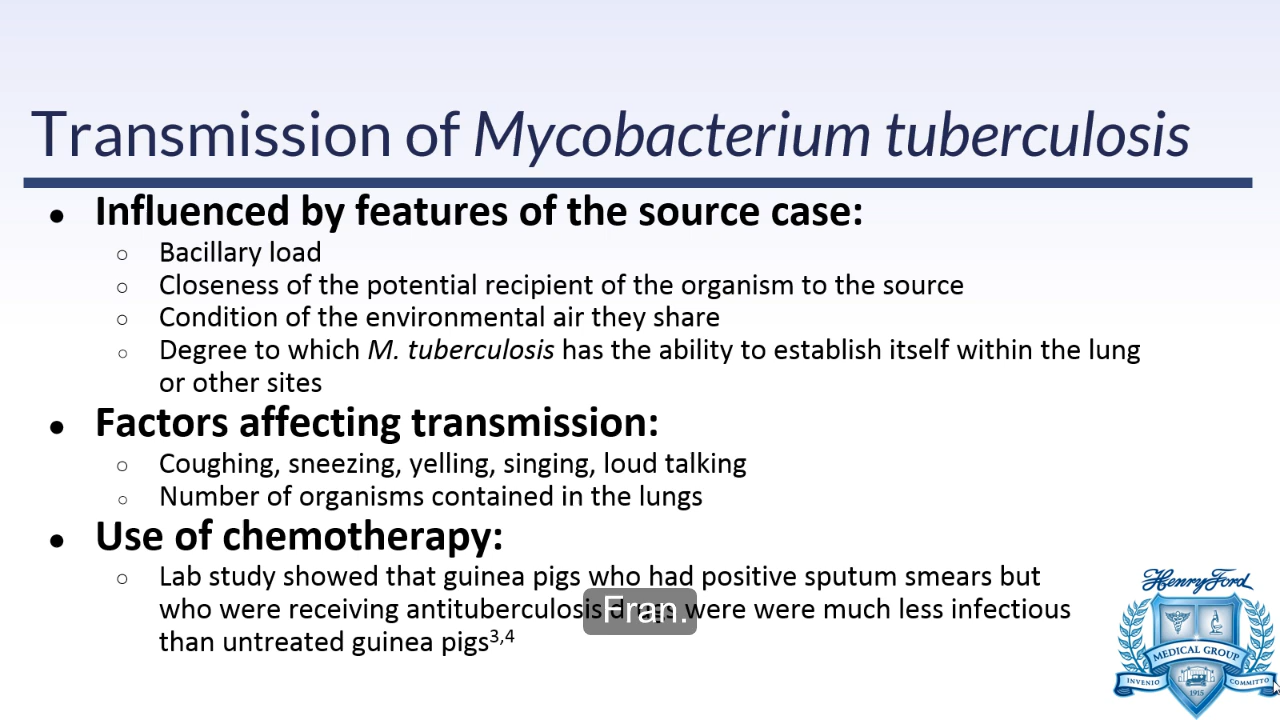 Transmission of Mycobacterium tuberculosis
● Influenced by features of the source case:
○ Bacillary load
○ Closeness of the potential recipient of the organism to the source
○ Condition of the environmental air they share
○ Degree to which M. tuberculosis has the ability to establish itself within the lung
or other sites
● Factors affecting transmission:
○ Coughing, sneezing, yelling, singing, loud talking
○ Number of organisms contained in the lungs
● Use of chemotherapy:
○ Lab study showed that guinea pigs who had positive sputum smears but
who were receiving antituberculosis were were much less infectious
Fran.
than untreated guinea pigs3,4
Henry Ford
MEDICAL GROUP
INVENIO
COMMITTO
1915